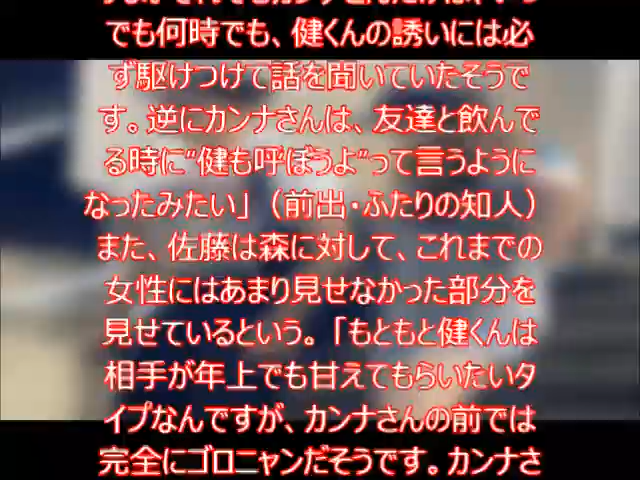 でも何時でも、健くんの誘いには必
ず駆けつけて話を聞いていたそうで
す。逆にカンナさんは、友達と飲んで
る時に“健も呼ぼうよ”って言うように
なったみたい」（前出・ふたりの知人）
また、佐藤は森に対して、これまでの
女性にはあまり見せなかった部分を
見せているという。「もともと健くんは
相手が年上でも甘えてもらいたいタ
イプなんですが、カンナさんの前では
完全にゴロニャンだそうです。カンナさ